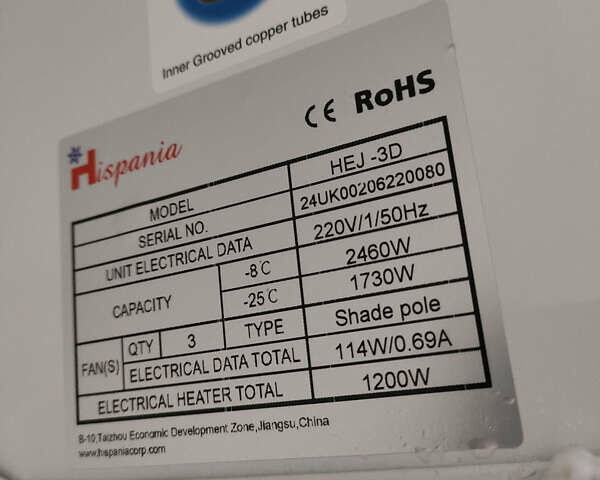 Inner Grooved copper tubes
CE RoHS
Hispania
MODEL HEJ -3D
SERIAL NO. 24UK00206220080
UNIT ELECTRICAL DATA 220V/1/50Hz
CAPACITY -8℃ 2460W
-25℃ 1730W
FAN(S) QTY 3 TYPE Shade pole
ELECTRICAL DATA TOTAL 114W/0.69A
ELECTRICAL HEATER TOTAL 1200W
B-10,Taizhou Economic Development Zone,Jiangsu,China
www.hispaniacorp.com